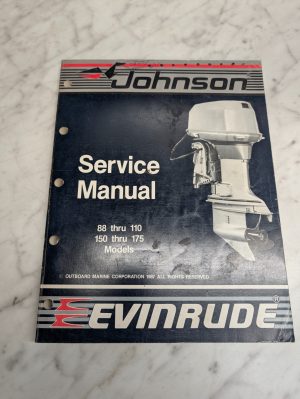 Johnson
Service
Manual
88 thru 110
150 thru 175
Models
© OUTBOARD MARINE CORPORATION 1987 ALL RIGHTS RESERVED
EVINRUDE®